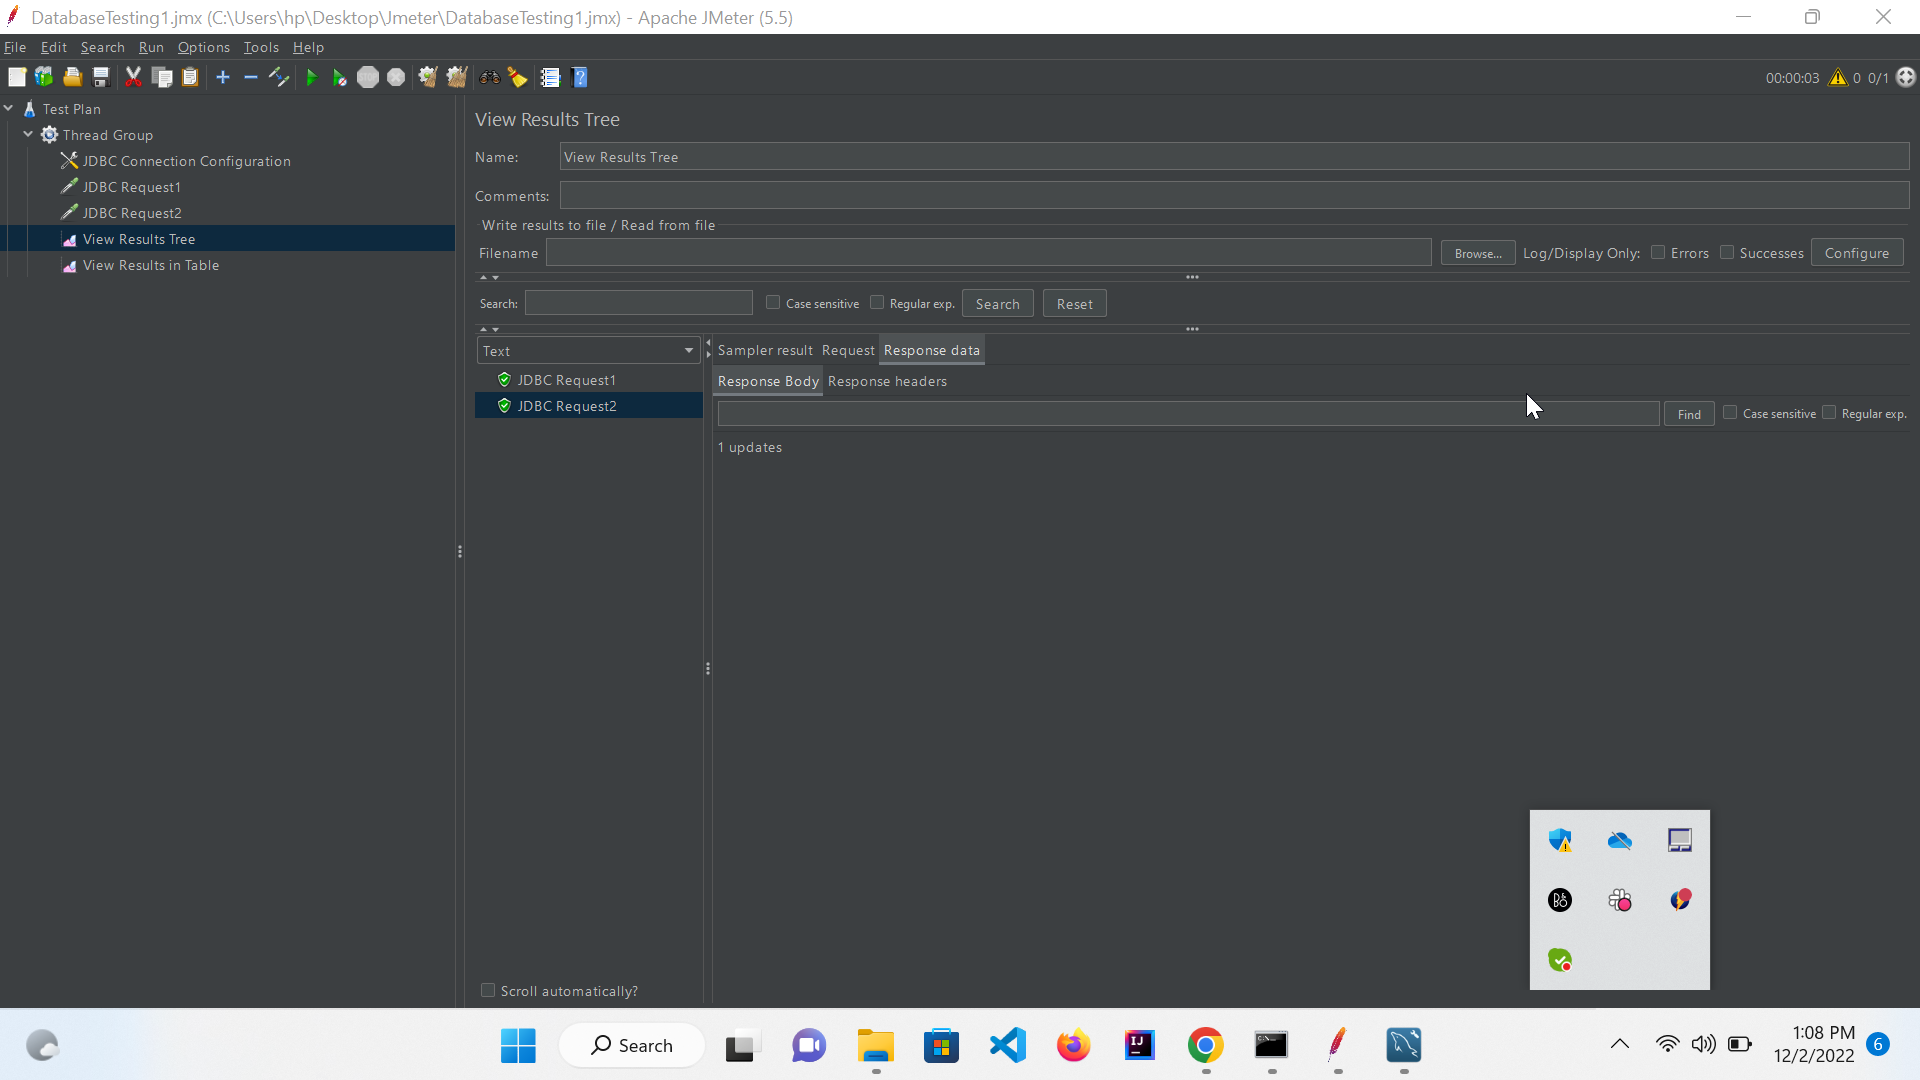 DatabaseTesting1.jmx (C:\Users\hp\Desktop\Jmeter\DatabaseTesting1.jmx) - Apache JMeter (5.5)
File Edit Search Run Options Tools Help
00:00:03 0 0/1
Test Plan
Thread Group
JDBC Connection Configuration
JDBC Request1
JDBC Request2
View Results Tree
View Results in Table
View Results Tree
Name: View Results Tree
Comments:
Write results to file / Read from file
Filename Browse... Log/Display Only: Errors Successes Configure
Search: Case sensitive Regular exp. Search Reset
Text
JDBC Request1
JDBC Request2
Sampler result Request Response data
Response Body Response headers
Find Case sensitive Regular exp.
1 updates
Scroll automatically?
Search
1:08 PM
12/2/2022
6